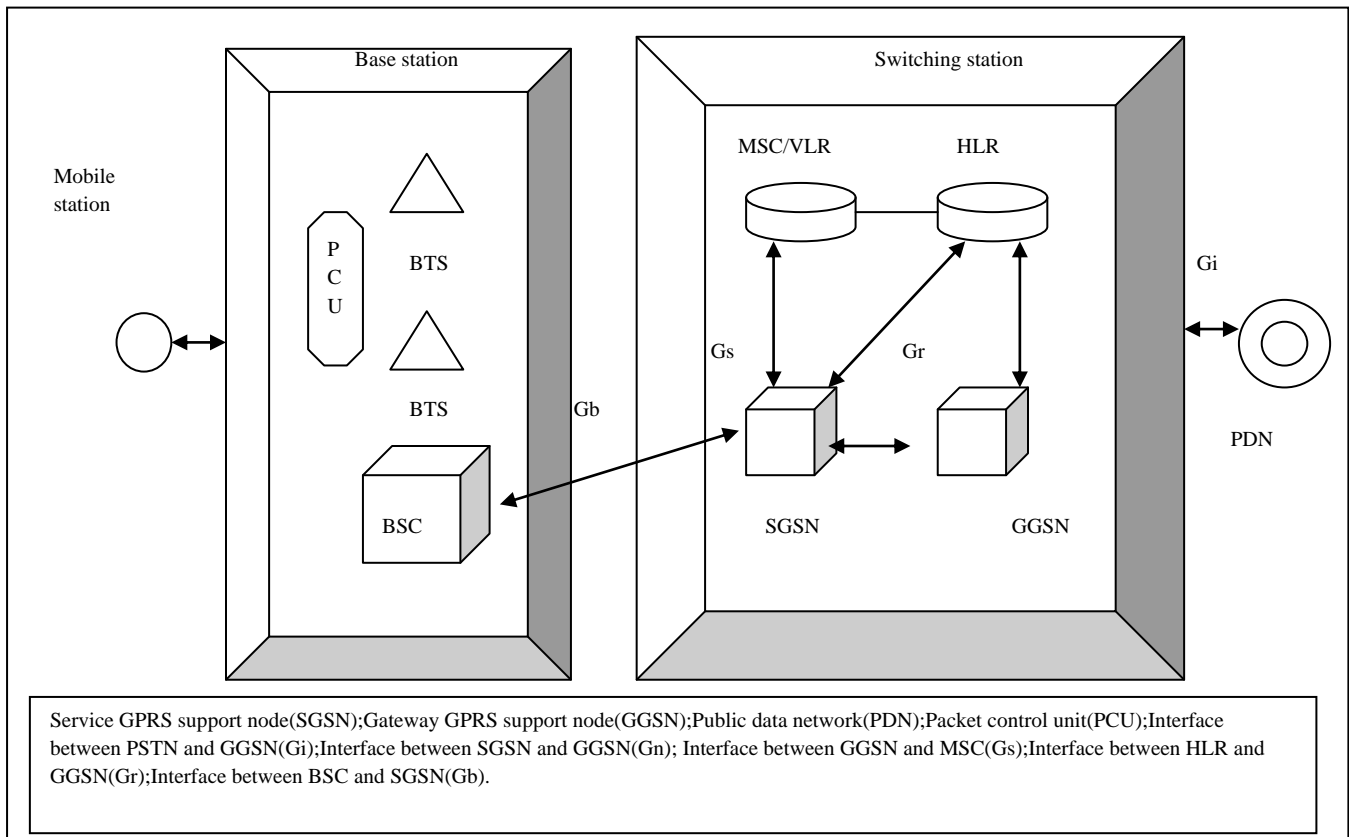 Base station
Switching station
MSC/VLR
HLR
Mobile
station
P
C
U
BTS
Gi
Gs
Gr
BTS
Gb
PDN
BSC
SGSN
GGSN
Service GPRS support node(SGSN);Gateway GPRS support node(GGSN);Public data network(PDN);Packet control unit(PCU);Interface
between PSTN and GGSN(Gi);Interface between SGSN and GGSN(Gn); Interface between GGSN and MSC(Gs);Interface between HLR and
GGSN(Gr);Interface between BSC and SGSN(Gb).